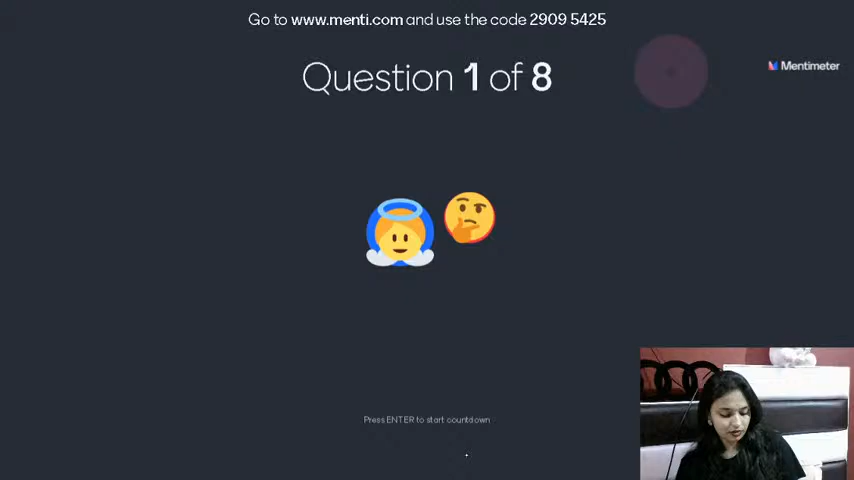 Go to www.menti.com and use the code 2909 5425
Question 1 of 8
Mentimeter
Press ENTER to start countdown